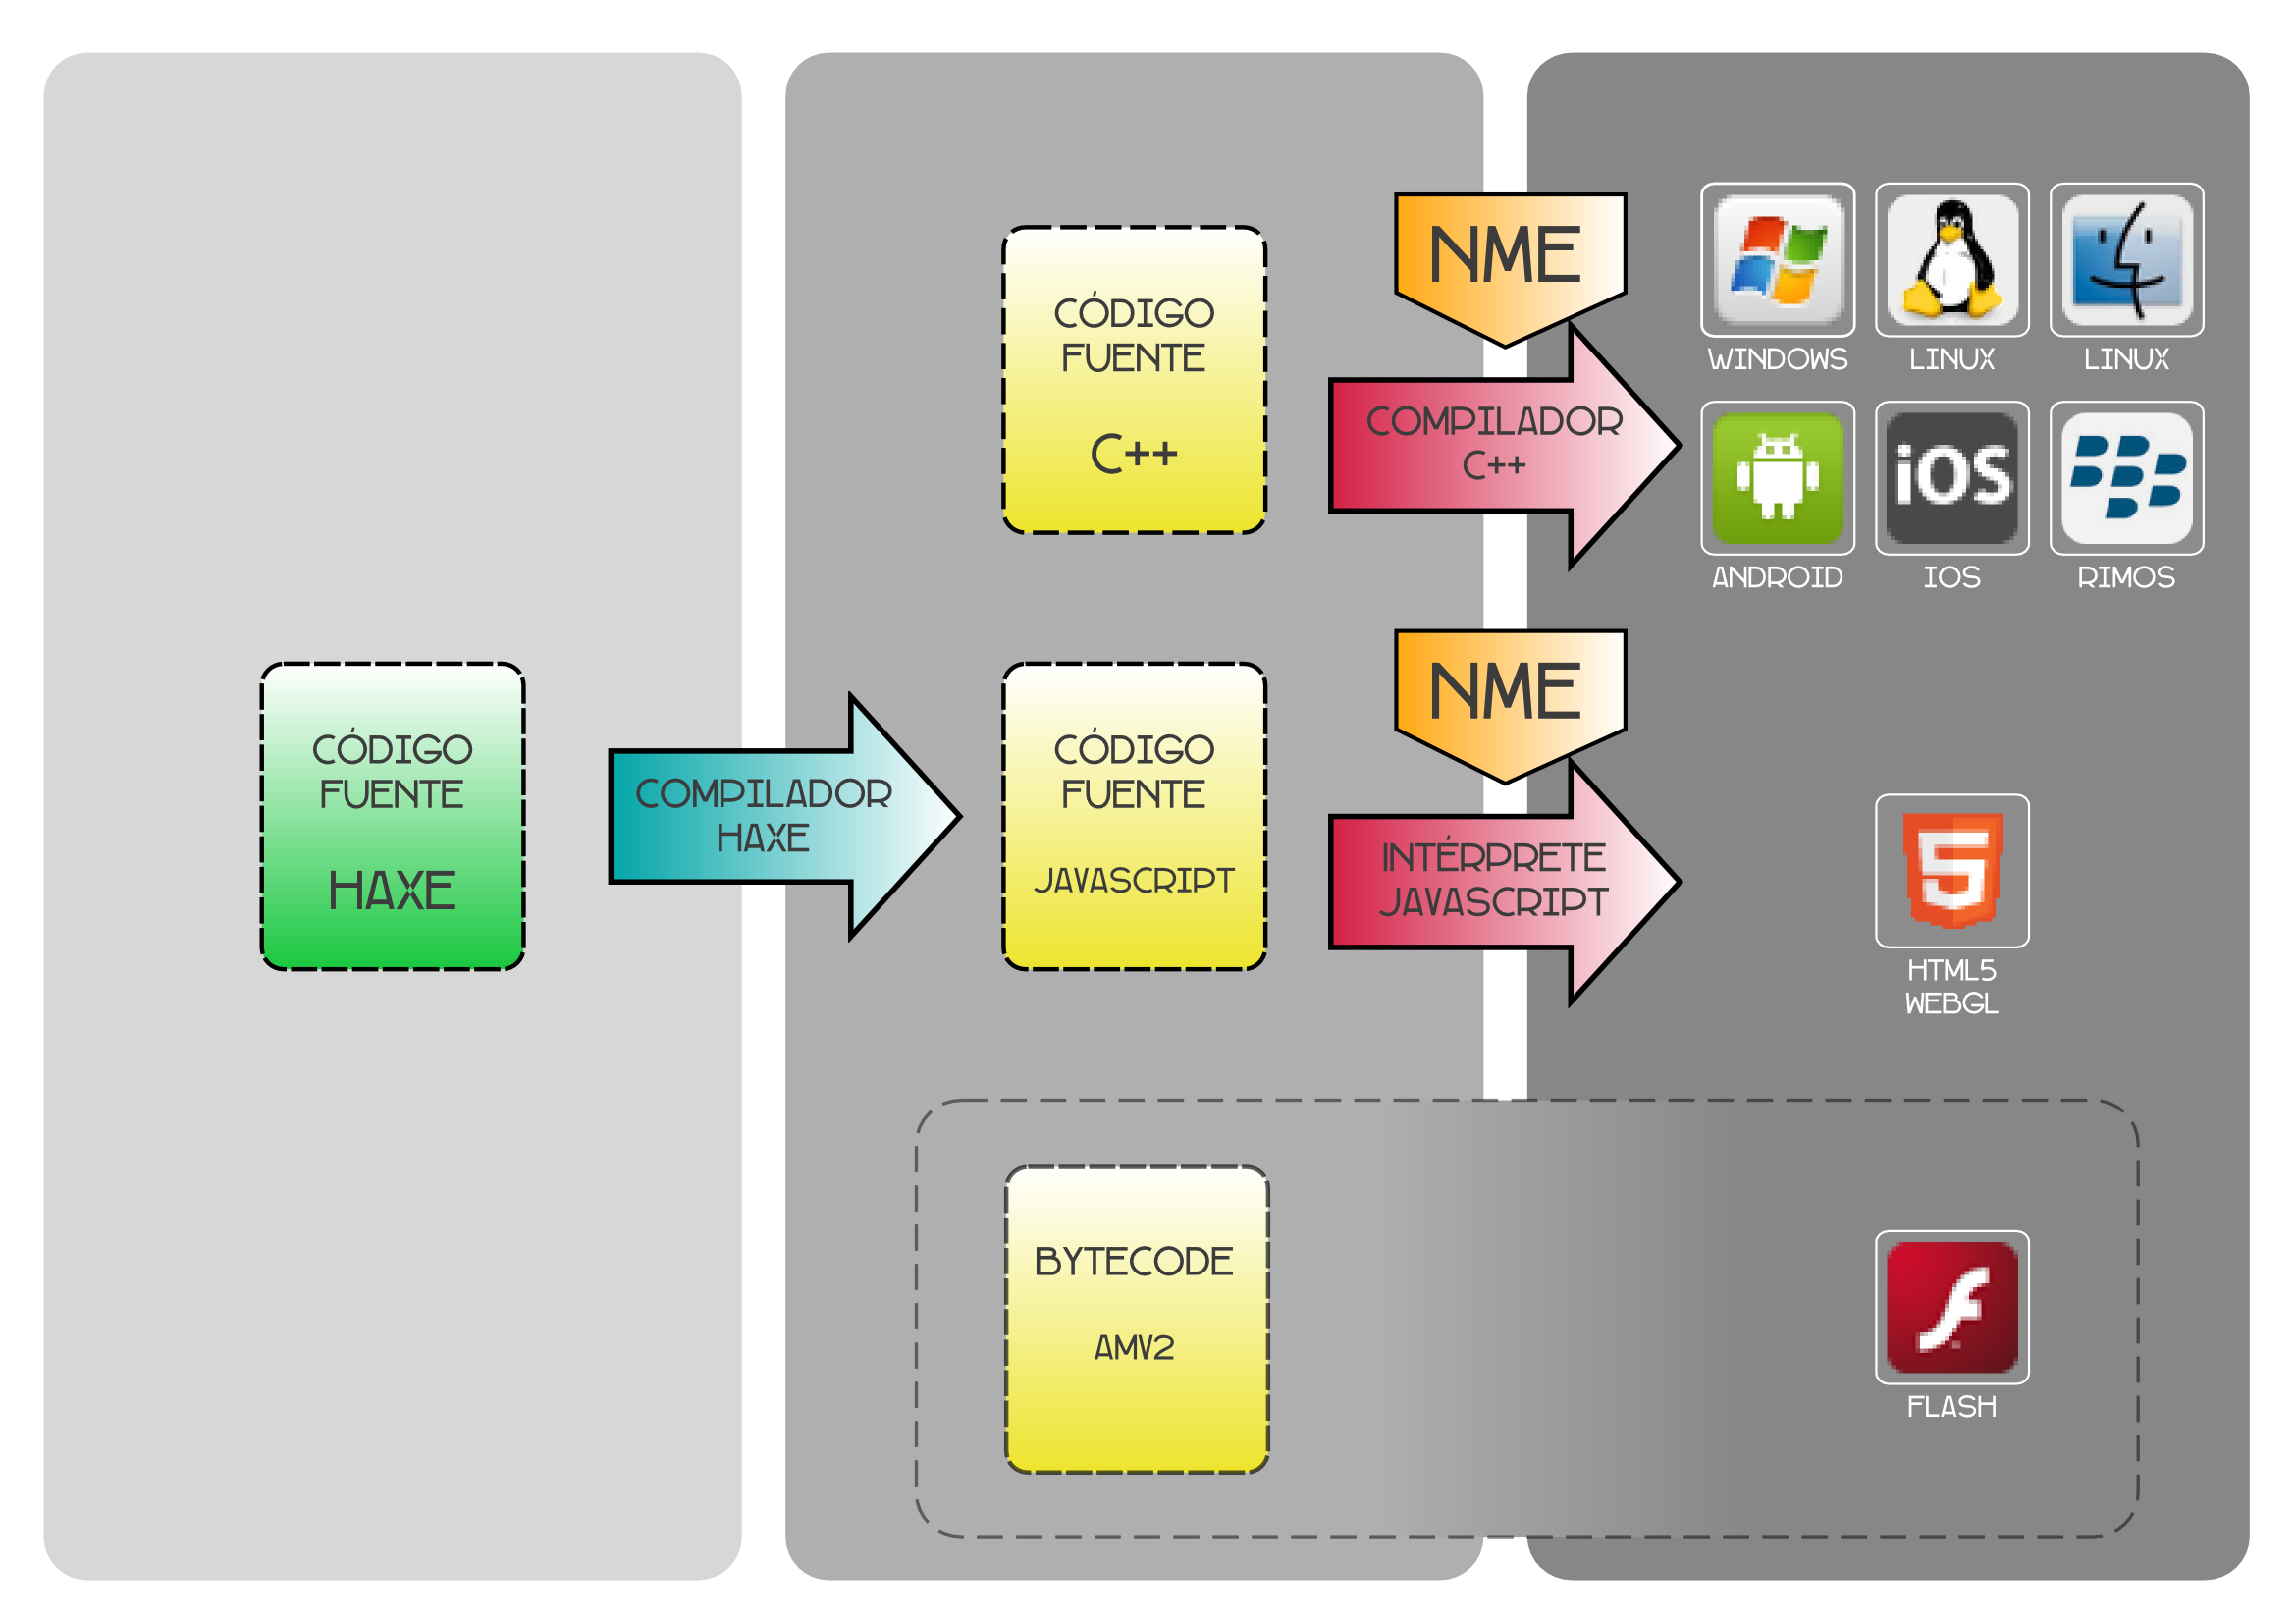 CÓDIGO
FUENTE
HAXE
COMPILADOR
HAXE
CÓDIGO
FUENTE
C++
NME
COMPILADOR
C++
WINDOWS
LINUX
LINUX
iOS
ANDROID
IOS
RIMOS
CÓDIGO
FUENTE
JAVASCRIPT
NME
INTÉRPRETE
JAVASCRIPT
5
HTML5
WEBGL
BYTECODE
AMV2
FLASH